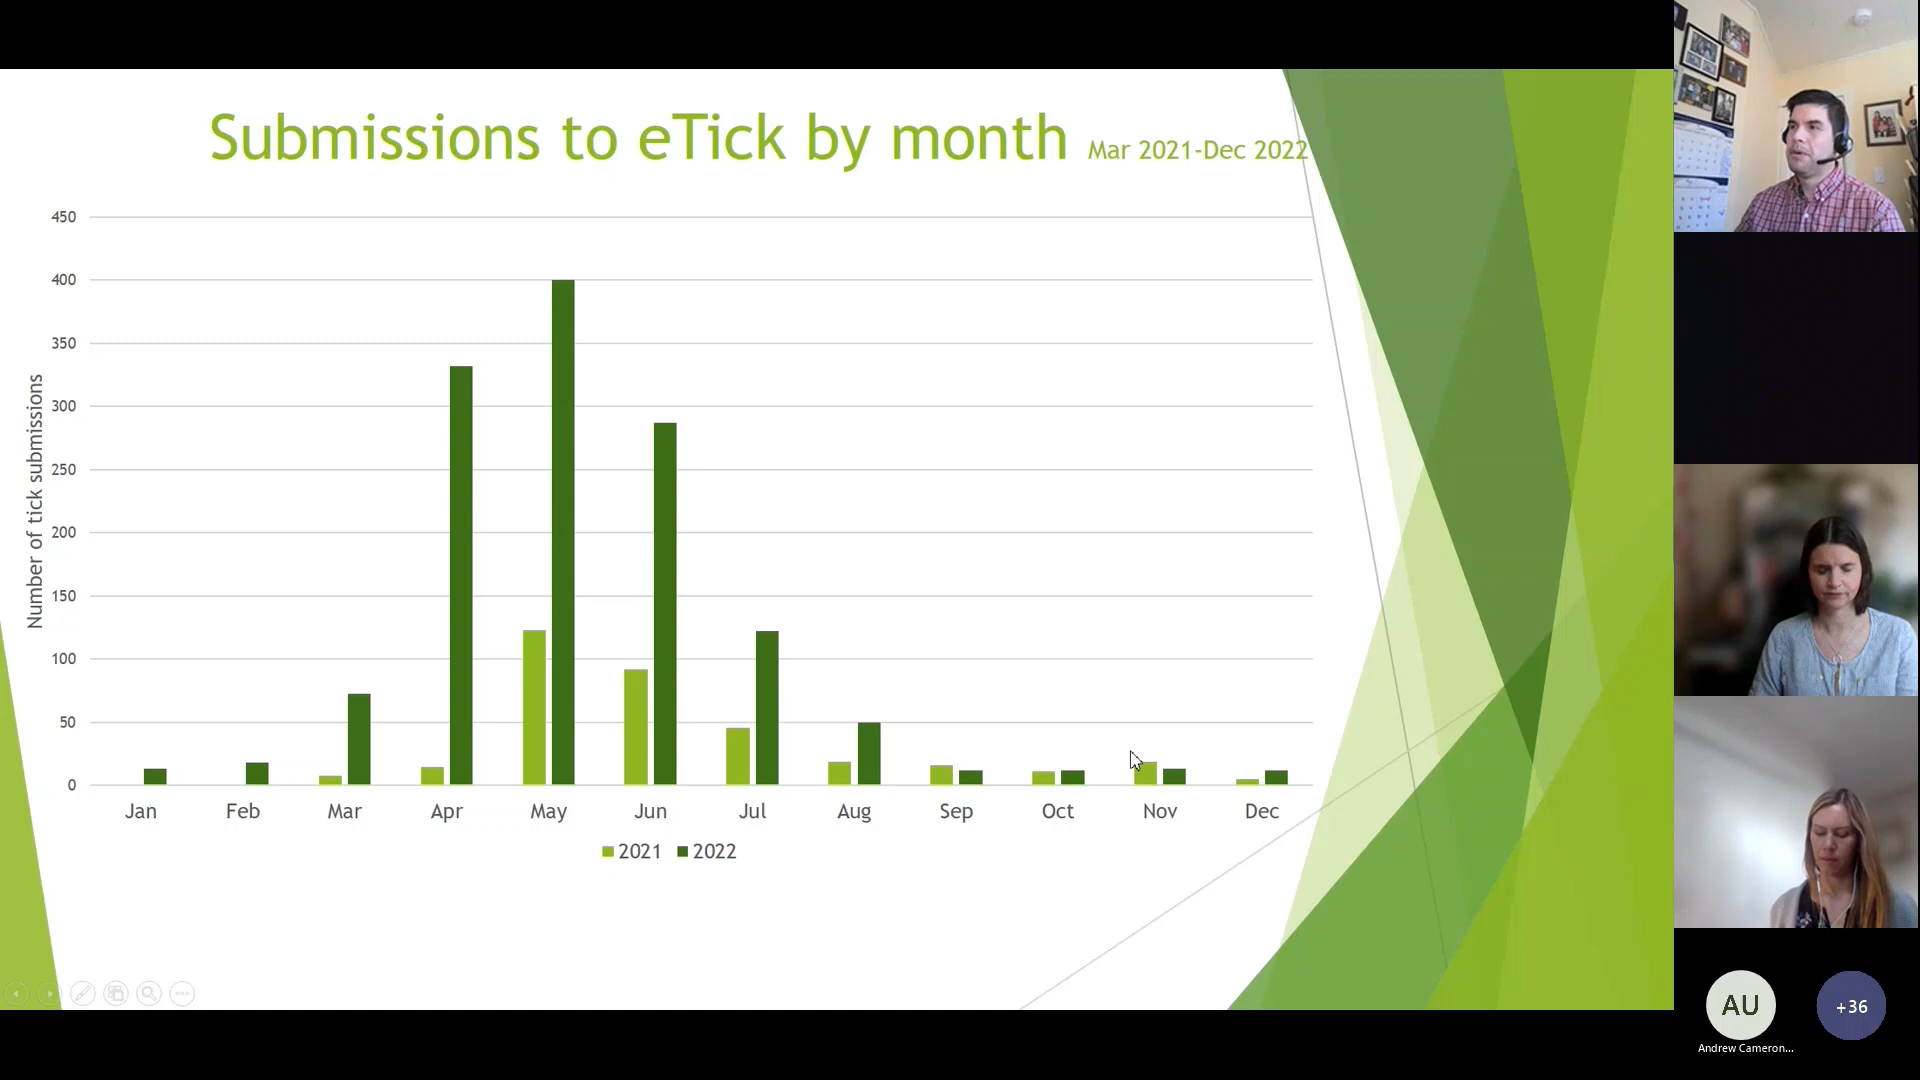 Submissions to eTick by month Mar 2021-Dec 2022
Number of tick submissions
450
400
350
300
250
200
150
100
50
0
Jan Feb Mar Apr May Jun Jul Aug Sep Oct Nov Dec
2021 2022
AU +36
Andrew Cameron...